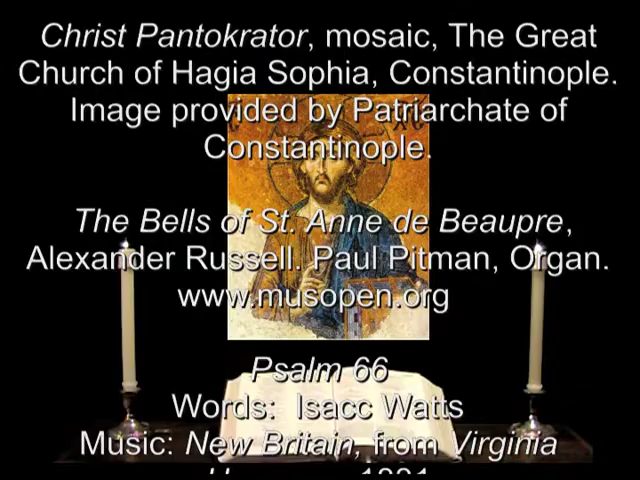 Christ Pantokrator, mosaic, The Great
Church of Hagia Sophia, Constantinople.
Image provided by Patriarchate of
Constantinople.
The Bells of St. Anne de Beaupre,
Alexander Russell. Paul Pitman, Organ.
www.musopen.org
Psalm 66
Words: Isacc Watts
Music: New Britain, from Virginia